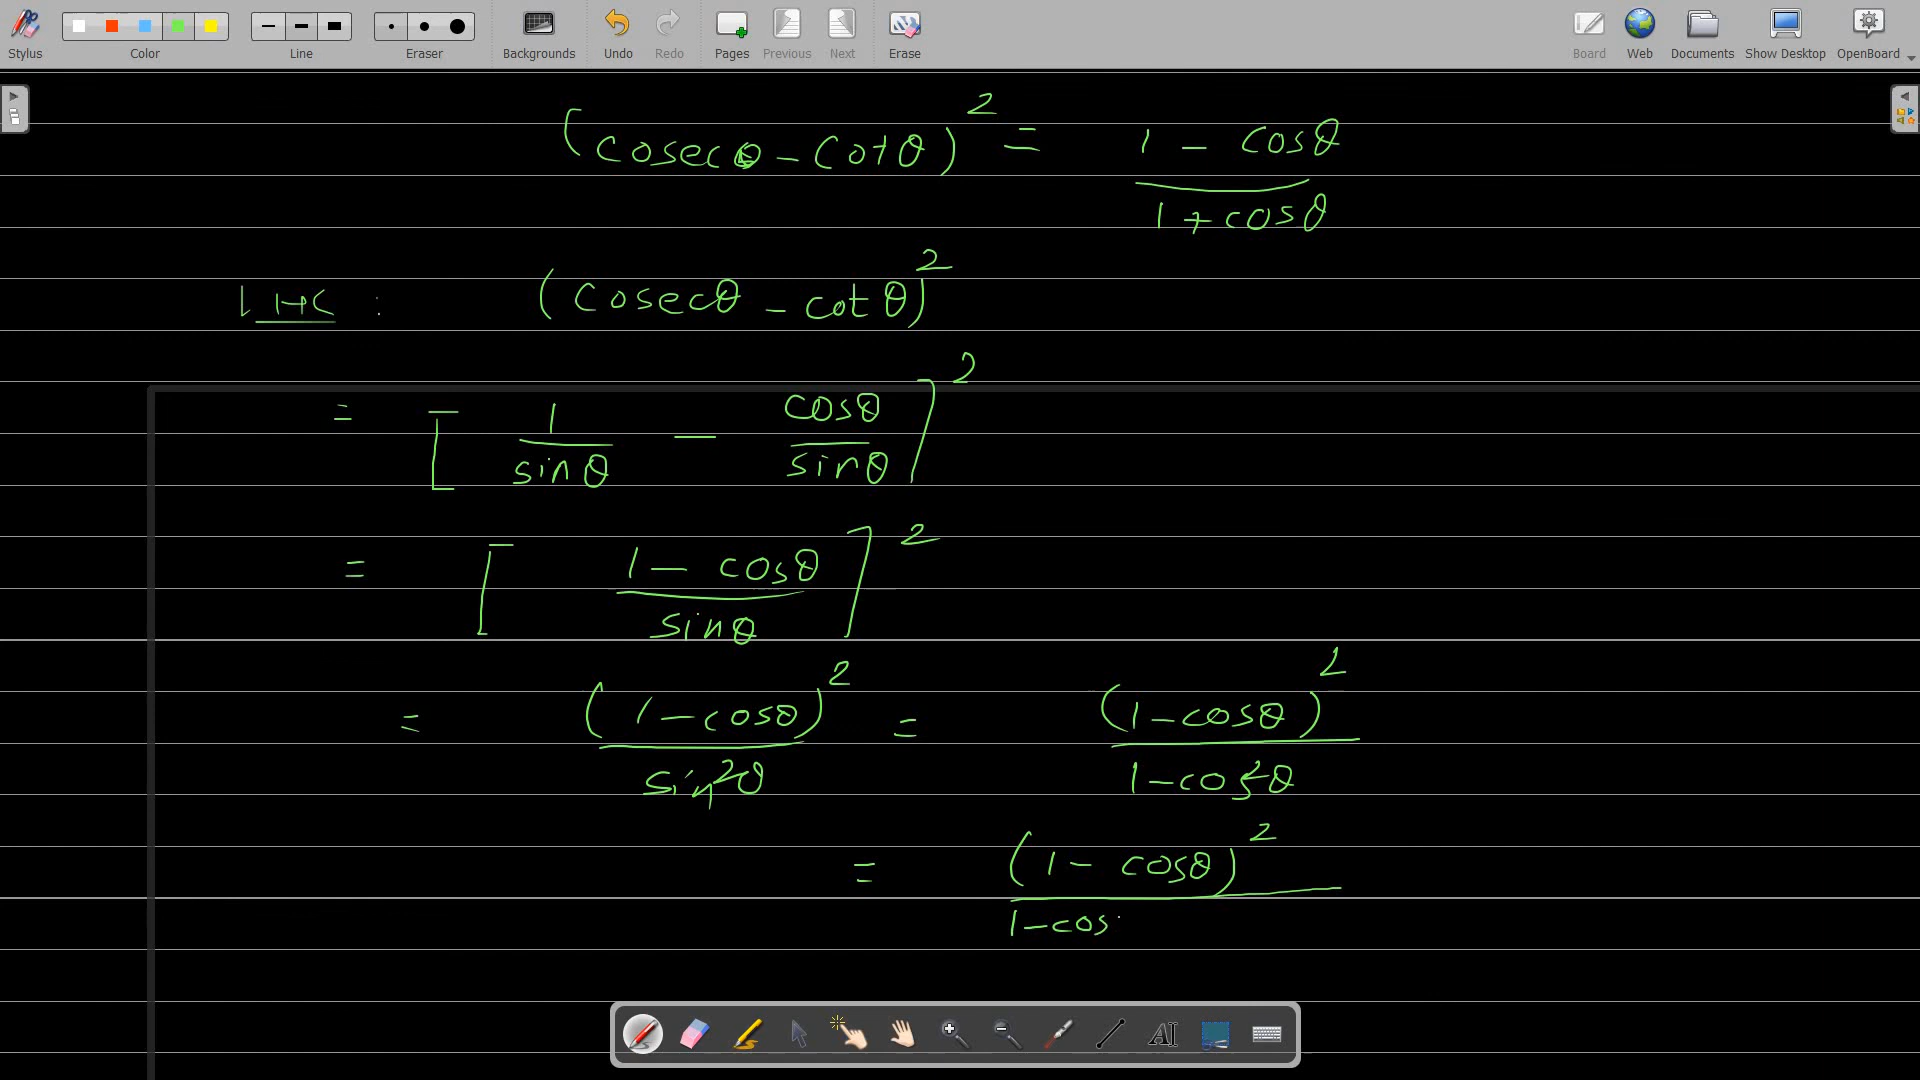 Stylus Color Line Eraser Backgrounds Undo Redo Pages Previous Next Erase Board Web Documents Show Desktop OpenBoard
(cosecθ - cotθ)² = (1 - cosθ)/(1 + cosθ)
LHS : (cosecθ - cotθ)²
= [1/sinθ - cosθ/sinθ]²
= [(1 - cosθ)/sinθ]²
= (1 - cosθ)²/sin²θ = (1 - cosθ)²/(1 - cos²θ)
= (1 - cosθ)²/1 - cos
AI